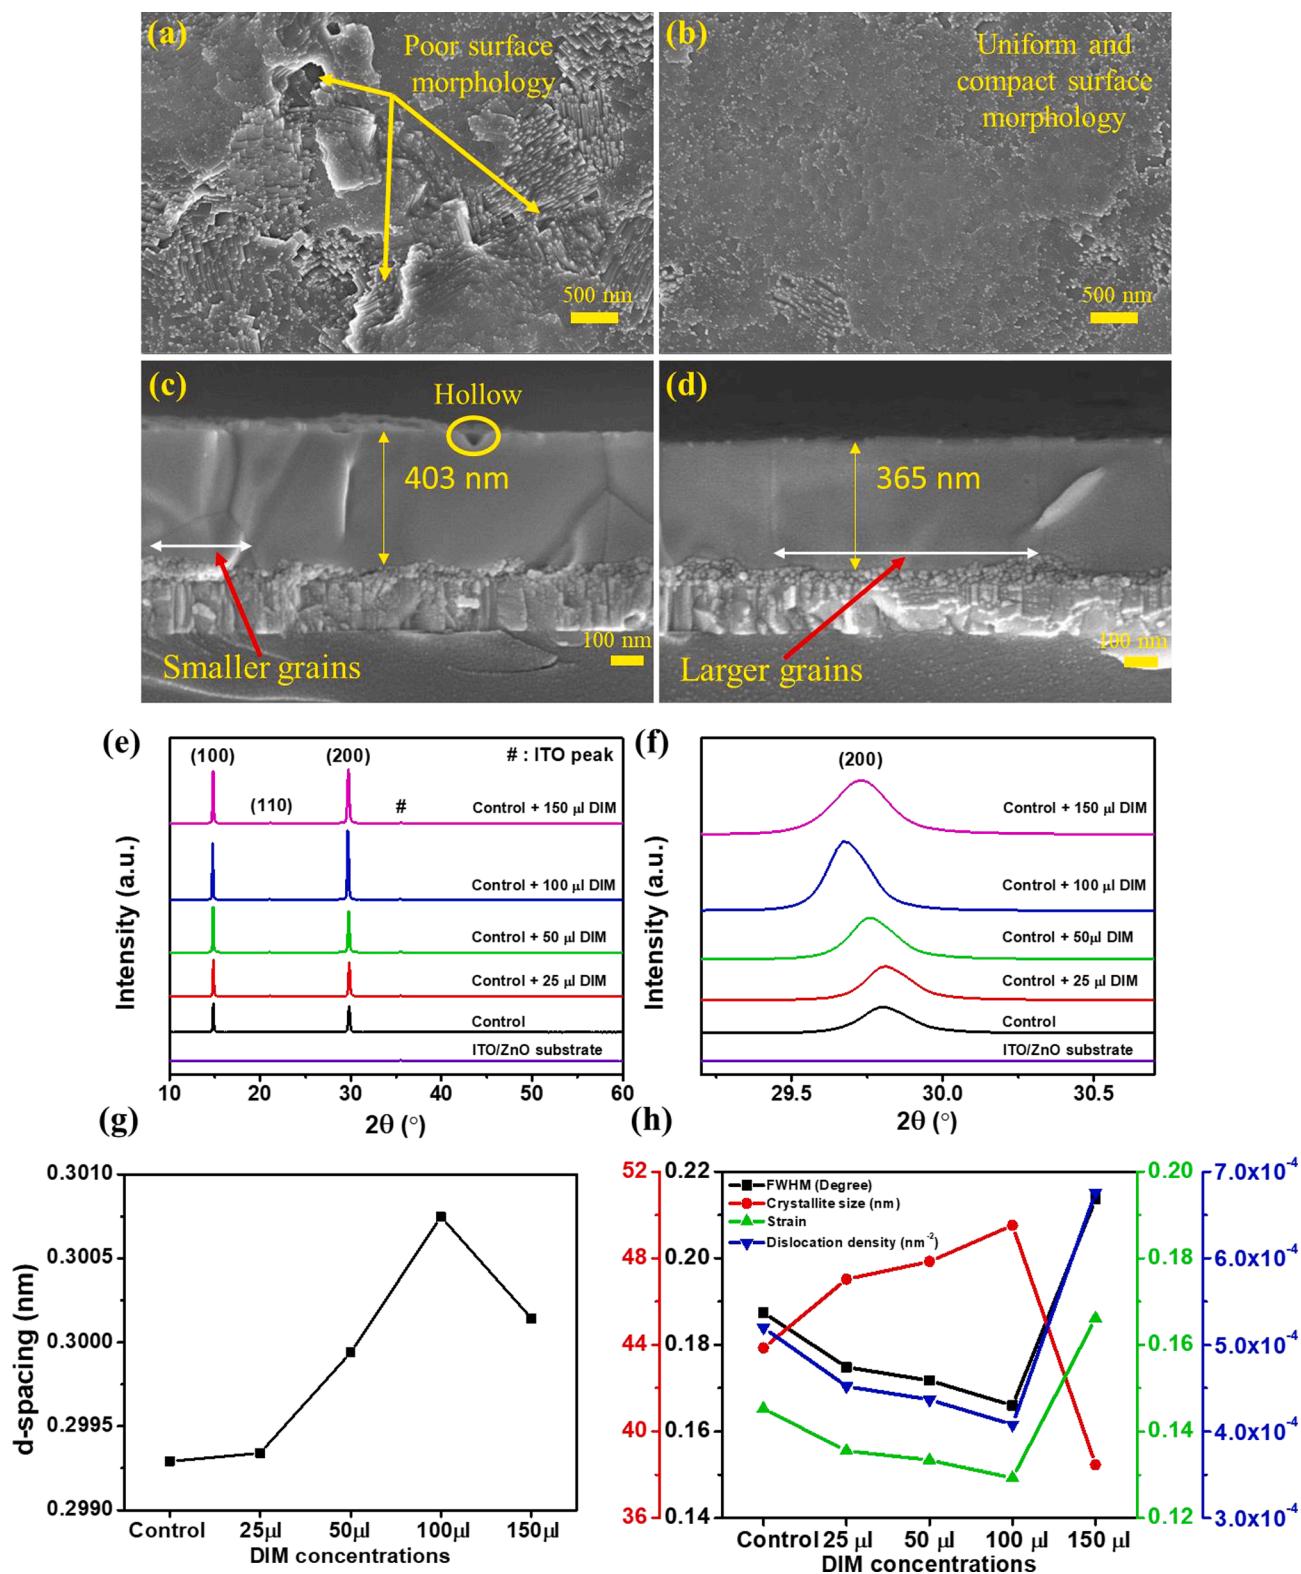 (a)
Poor surface
morphology
500 nm
(b)
Uniform and
compact surface
morphology
500 nm
(c)
Hollow
403 nm
Smaller grains
100 nm
(d)
365 nm
Larger grains
100 nm
(e)
(100)
(200)
# : ITO peak
(110)
#
Control + 150 µl DIM
Control + 100 µl DIM
Control + 50 µl DIM
Control + 25 µl DIM
Control
ITO/ZnO substrate
Intensity (a.u.)
10 20 30 40 50 60
2θ (°)
(f)
(200)
Control + 150 µl DIM
Control + 100 µl DIM
Control + 50µl DIM
Control + 25 µl DIM
Control
ITO/ZnO substrate
Intensity (a.u.)
29.5 30.0 30.5
2θ (°)
(g)
0.3010
0.3005
0.3000
0.2995
0.2990
d-spacing (nm)
Control 25µl 50µl 100µl 150µl
DIM concentrations
(h)
52
48
44
40
36
0.22
0.20
0.18
0.16
0.14
FWHM (Degree)
Crystallite size (nm)
Strain
Dislocation density (nm⁻²)
0.20
0.18
0.16
0.14
0.12
7.0x10⁻⁴
6.0x10⁻⁴
5.0x10⁻⁴
4.0x10⁻⁴
3.0x10⁻⁴
Control 25 µl 50 µl 100 µl 150 µl
DIM concentrations